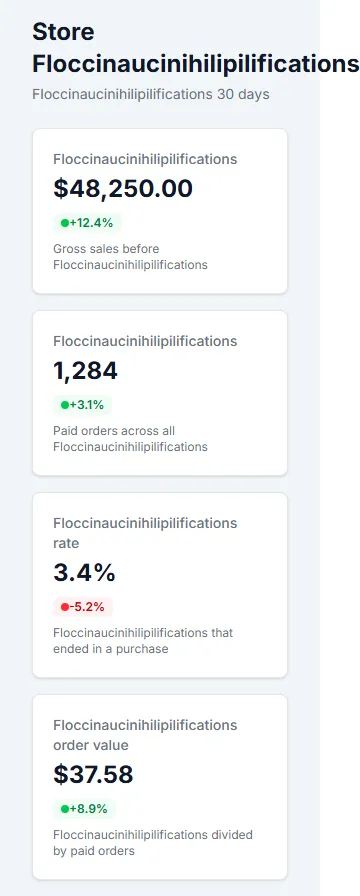 Store
Floccinaucinihilipilifications
Floccinaucinihilipilifications 30 days
Floccinaucinihilipilifications
$48,250.00
+12.4%
Gross sales before
Floccinaucinihilipilifications
Floccinaucinihilipilifications
1,284
+3.1%
Paid orders across all
Floccinaucinihilipilifications
Floccinaucinihilipilifications
rate
3.4%
-5.2%
Floccinaucinihilipilifications that
ended in a purchase
Floccinaucinihilipilifications
order value
$37.58
+8.9%
Floccinaucinihilipilifications divided
by paid orders